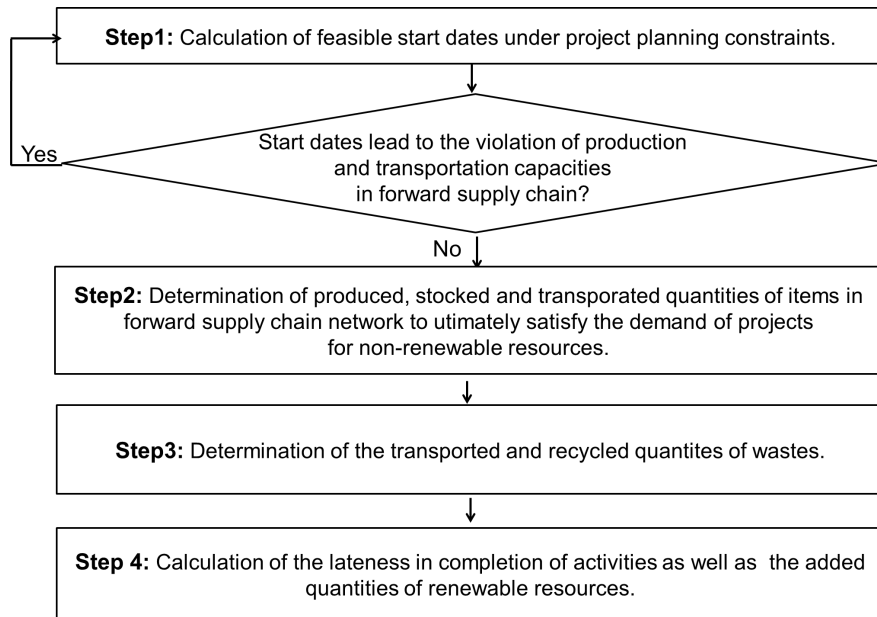 Step1: Calculation of feasible start dates under project planning constraints.
Start dates lead to the violation of production
and transportation capacities
in forward supply chain?
Yes
No
Step2: Determination of produced, stocked and transporated quantities of items in
forward supply chain network to utimately satisfy the demand of projects
for non-renewable resources.
Step3: Determination of the transported and recycled quantites of wastes.
Step 4: Calculation of the lateness in completion of activities as well as the added
quantities of renewable resources.